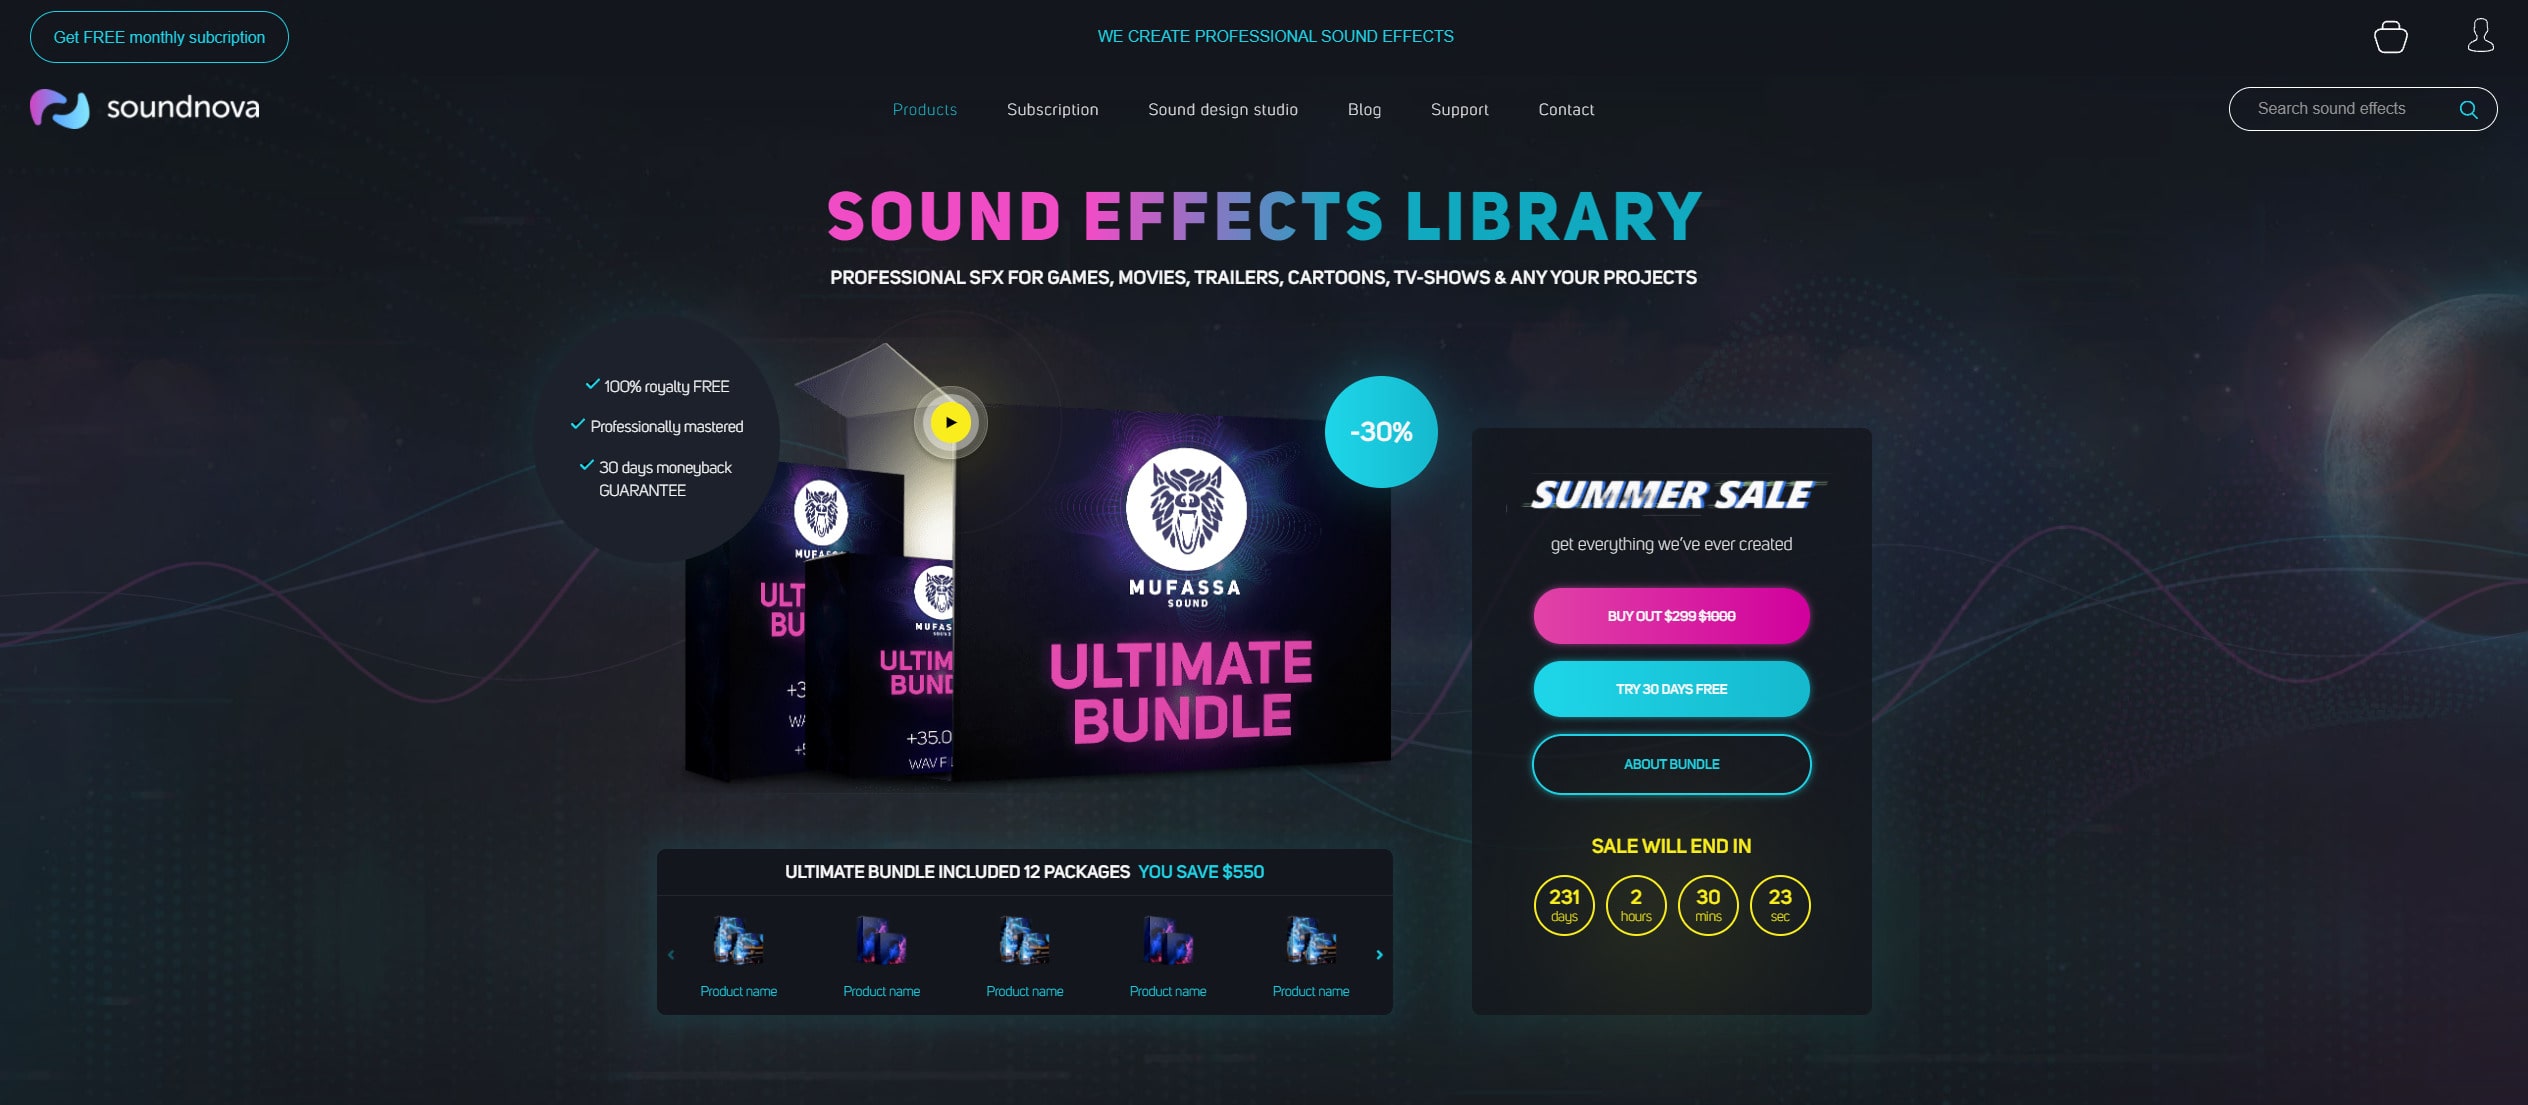 Get FREE monthly subcription
WE CREATE PROFESSIONAL SOUND EFFECTS
soundnova
Products
Subscription
Sound design studio
Blog
Support
Contact
Search sound effects
SOUND EFFECTS LIBRARY
PROFESSIONAL SFX FOR GAMES, MOVIES, TRAILERS, CARTOONS, TV-SHOWS & ANY YOUR PROJECTS
100% royalty FREE
Professionally mastered
30 days moneyback
GUARANTEE
MUFASSA
ULT
BU
+3
WA
+5
MUFAS
SOUND
ULTIM
BUND
+35.0
WAV F
MUFASSA
SOUND
ULTIMATE
BUNDLE
-30%
SUMMER SALE
get everything we've ever created
BUY OUT $299 $1000
TRY 30 DAYS FREE
ABOUT BUNDLE
SALE WILL END IN
231 2 30 23
days hours mins sec
ULTIMATE BUNDLE INCLUDED 12 PACKAGES YOU SAVE $550
Product name
Product name
Product name
Product name
Product name